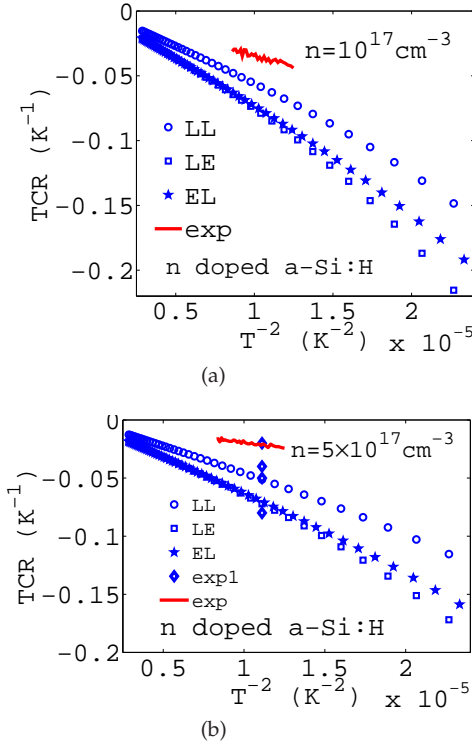 0
n=10^17cm^-3
-0.05
TCR (K^-1)
-0.1
LL
LE
-0.15
EL
exp
-0.2
n doped a-Si:H
0.5 1 1.5 2
T^-2 (K^-2) x 10^-5
(a)
0
n=5×10^17cm^-3
-0.05
TCR (K^-1)
LL
-0.1
LE
EL
exp1
-0.15
exp
n doped a-Si:H
-0.2
0.5 1 1.5 2
T^-2 (K^-2) x 10^-5
(b)